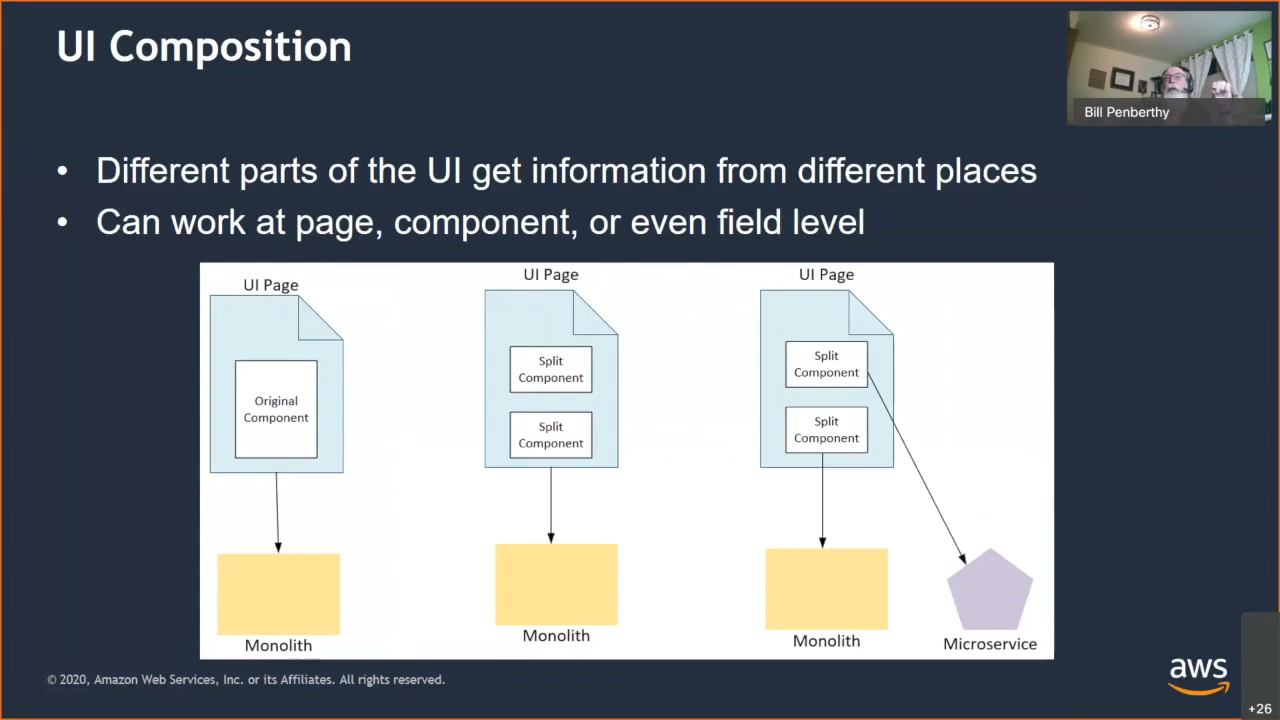 UI Composition
Bill Penberthy
• Different parts of the UI get information from different places
• Can work at page, component, or even field level
UI Page
Original
Component
Monolith
UI Page
Split
Component
Split
Component
Monolith
UI Page
Split
Component
Split
Component
Monolith
Microservice
© 2020, Amazon Web Services, Inc. or its Affiliates. All rights reserved.
aws
+26